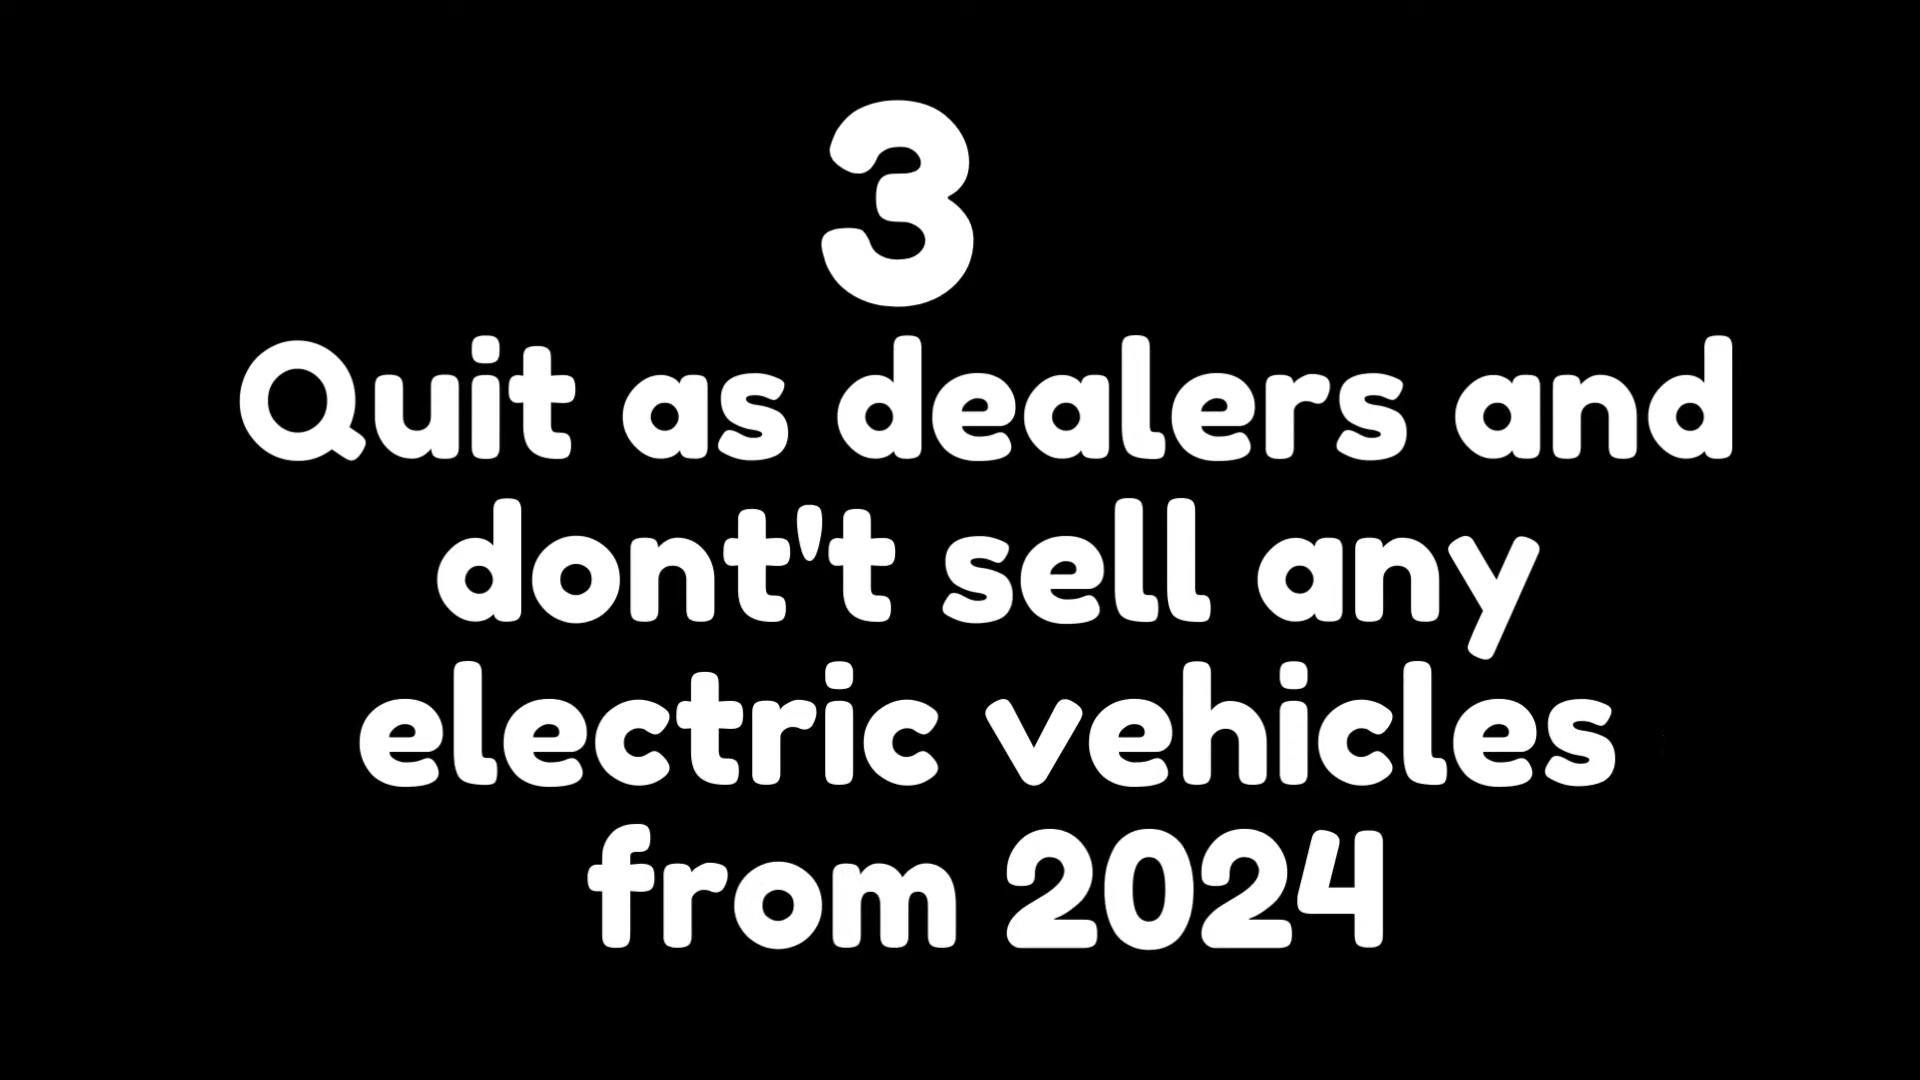 3
Quit as dealers and
dont't sell any
electric vehicles
from 2024